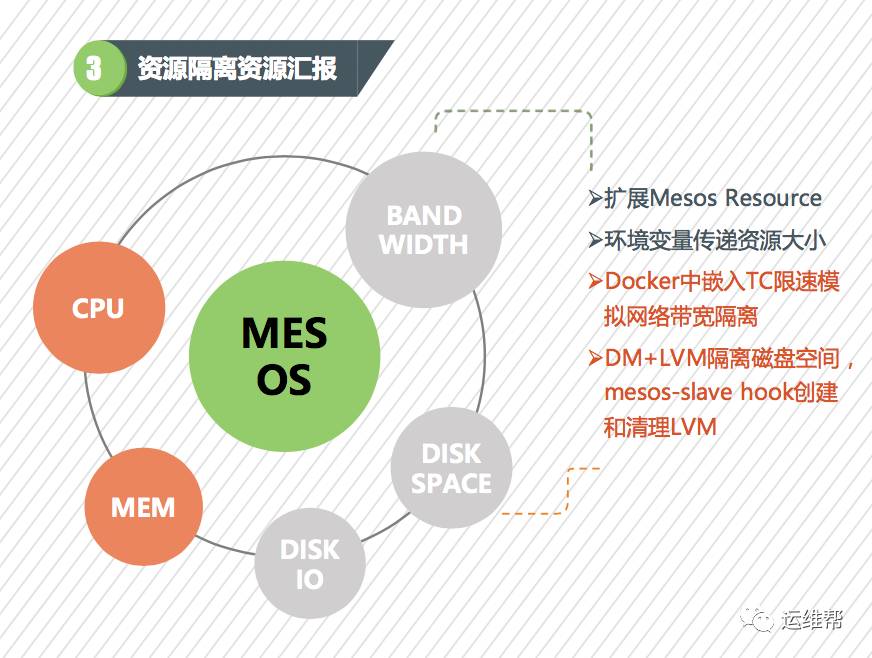 3
资源隔离资源汇报
BAND
WIDTH
CPU
MES
OS
DISK
SPACE
MEM
DISK
IO
➢扩展Mesos Resource
➢环境变量传递资源大小
➢Docker中嵌入TC限速模
拟网络带宽隔离
➢DM+LVM隔离磁盘空间，
mesos-slave hook创建
和清理LVM
运维帮